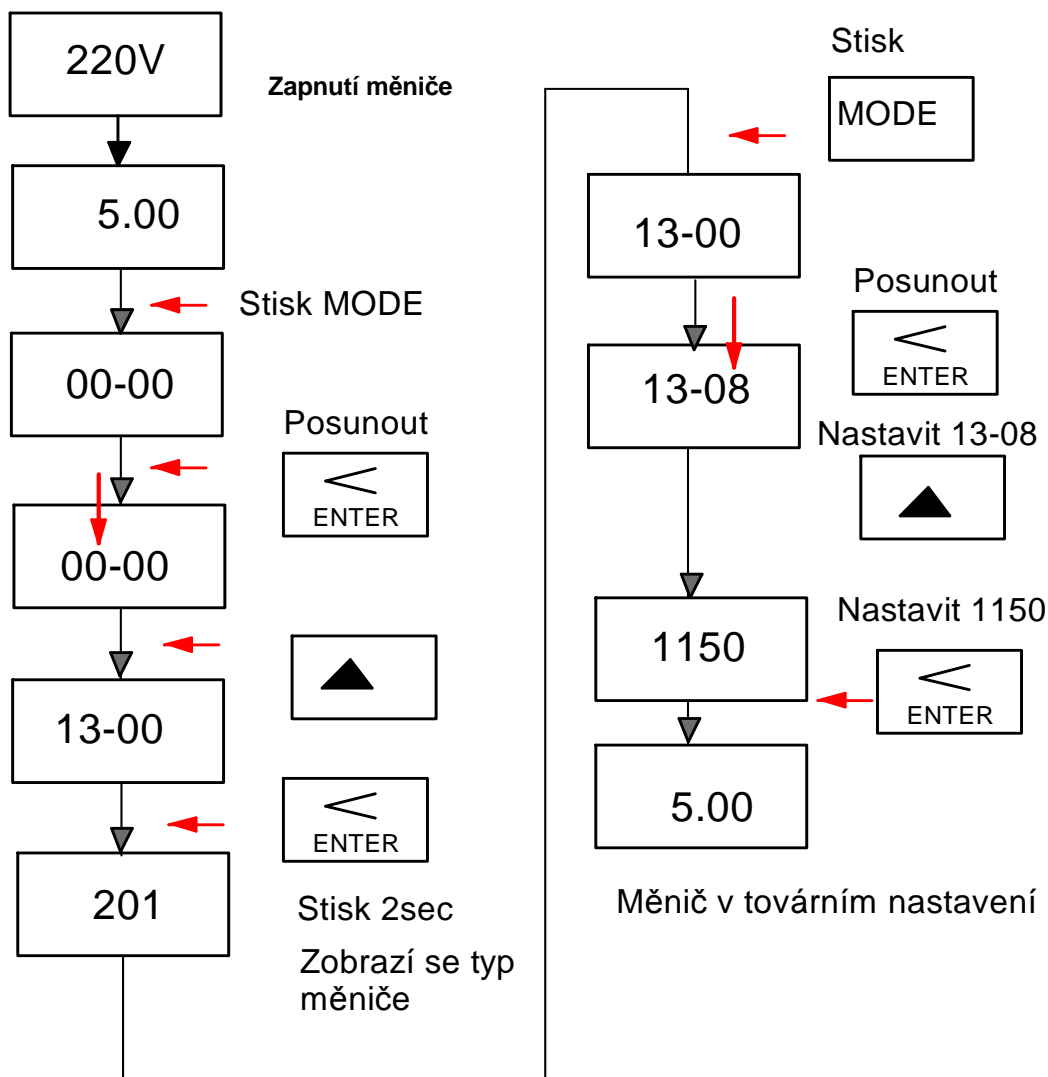 220V
Zapnutí měniče
5.00
Stisk MODE
00-00
Posunout
<
ENTER
00-00
13-00
<
ENTER
201
Stisk 2sec
Zobrazí se typ
měniče
Stisk
MODE
13-00
Posunout
<
ENTER
13-08
Nastavit 13-08
Nastavit 1150
1150
<
ENTER
5.00
Měnič v továrním nastavení